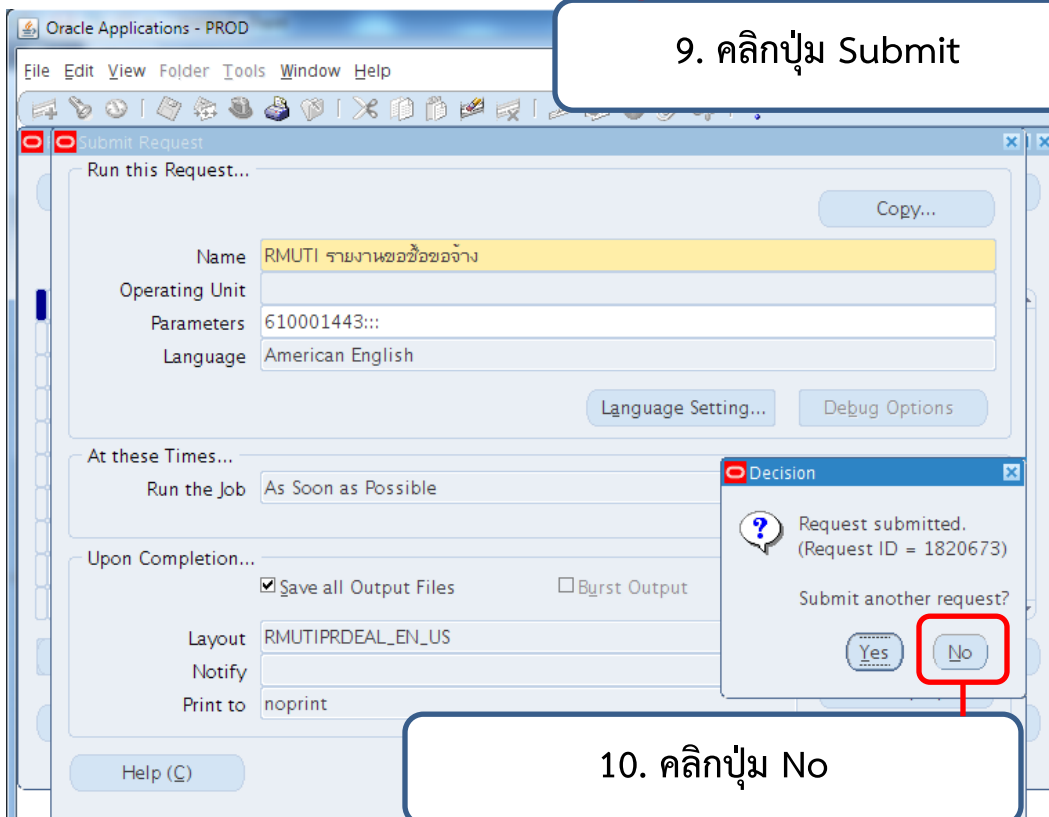 Oracle Applications - PROD
9. คลิกปุ่ม Submit
File Edit View Folder Tools Window Help
Submit Request
Run this Request...
Copy...
Name RMUTI รายงานขอซื้อขอจ้าง
Operating Unit
Parameters 610001443:::
Language American English
Language Setting... Debug Options
At these Times...
Run the Job As Soon as Possible
Decision
Request submitted.
(Request ID = 1820673)
Submit another request?
Yes No
Upon Completion...
Save all Output Files Burst Output
Layout RMUTIPRDEAL_EN_US
Notify
Print to noprint
10. คลิกปุ่ม No
Help (C)